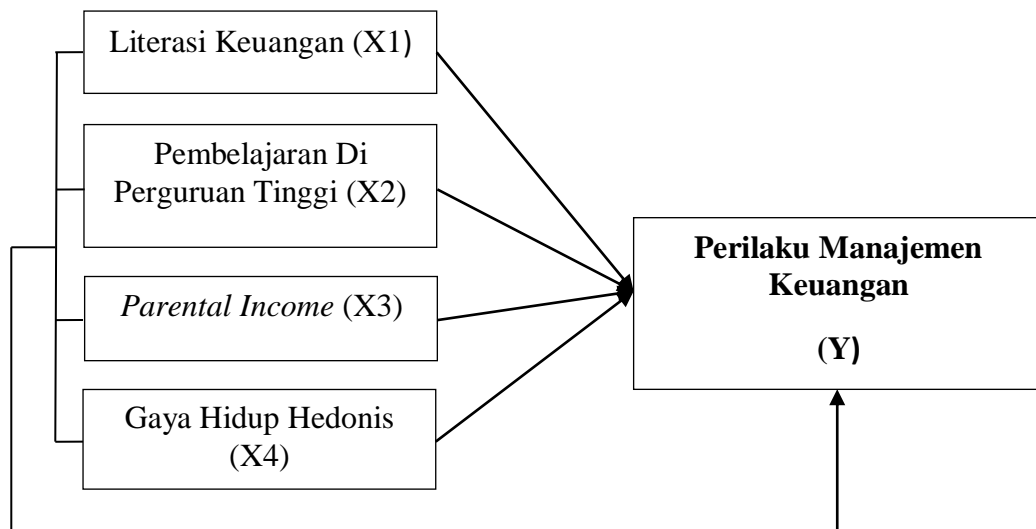 Literasi Keuangan (X1)
Pembelajaran Di
Perguruan Tinggi (X2)
Parental Income (X3)
Gaya Hidup Hedonis
(X4)
Perilaku Manajemen
Keuangan
(Y)